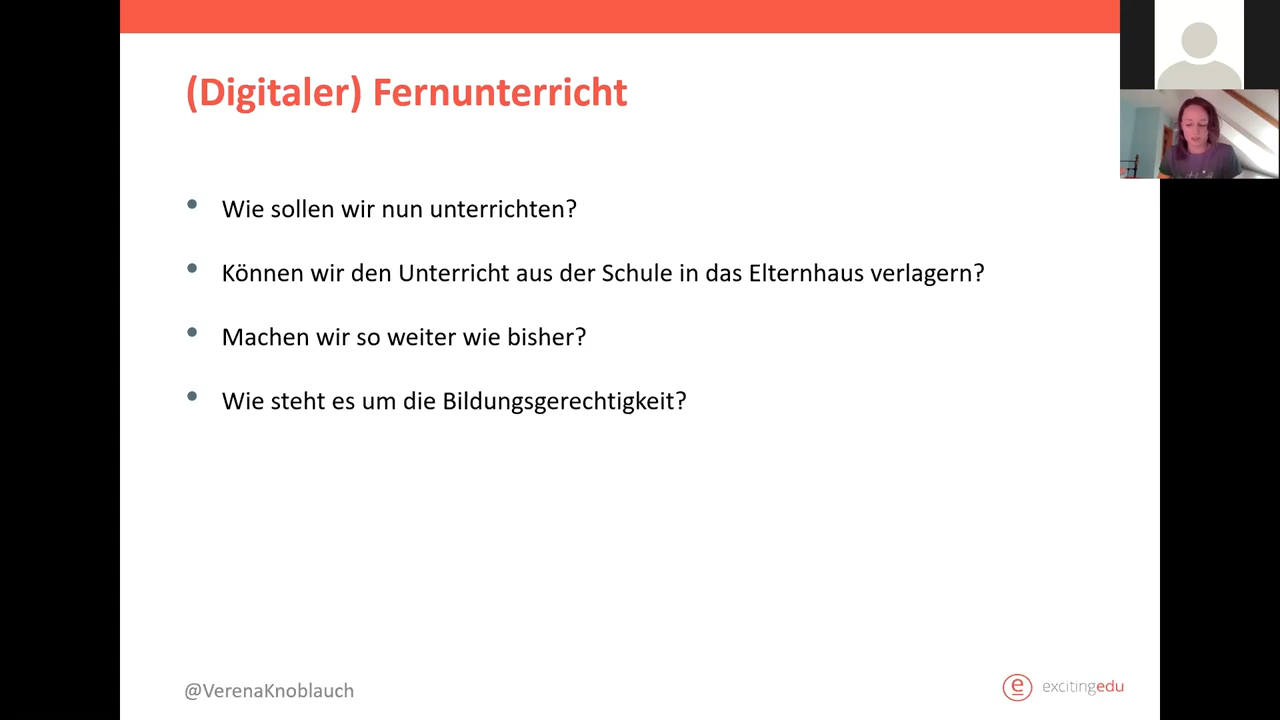 (Digitaler) Fernunterricht
• Wie sollen wir nun unterrichten?
• Können wir den Unterricht aus der Schule in das Elternhaus verlagern?
• Machen wir so weiter wie bisher?
• Wie steht es um die Bildungsgerechtigkeit?
@VerenaKnoblauch
e excitingedu